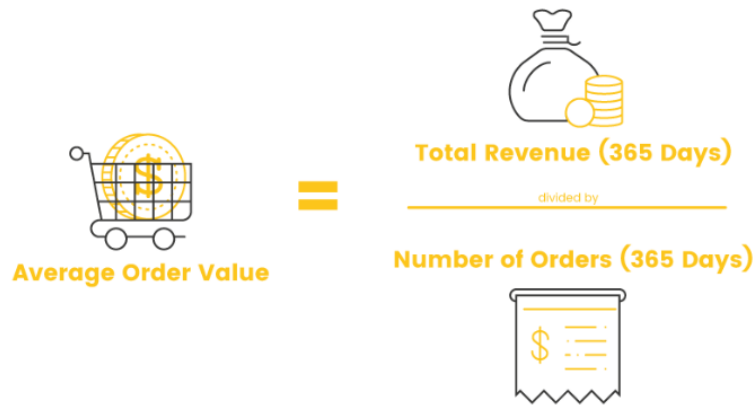 $
Average Order Value
=
Total Revenue (365 Days)
divided by
Number of Orders (365 Days)
$